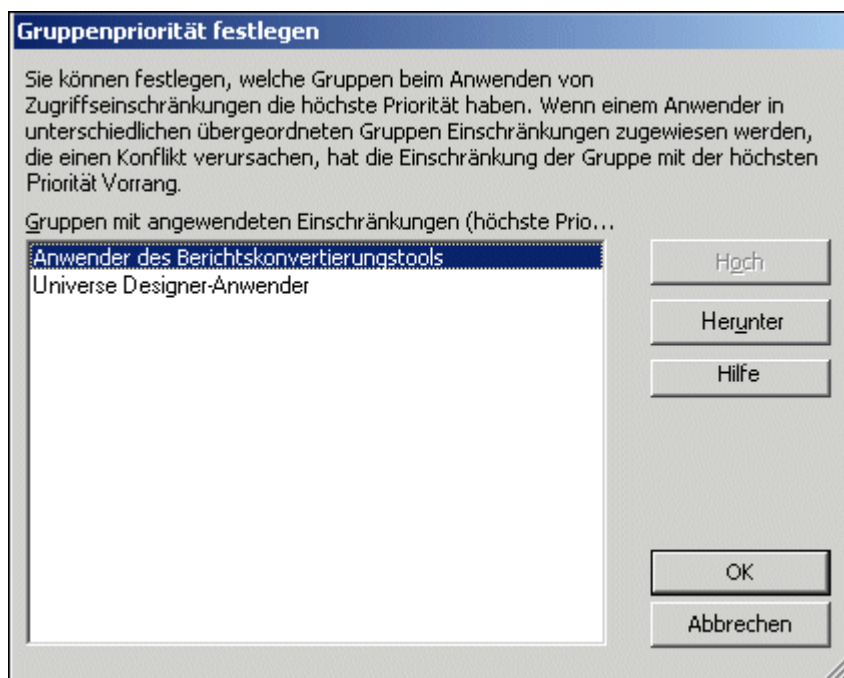 Gruppenpriorität festlegen
Sie können festlegen, welche Gruppen beim Anwenden von
Zugriffseinschränkungen die höchste Priorität haben. Wenn einem Anwender in
unterschiedlichen übergeordneten Gruppen Einschränkungen zugewiesen werden,
die einen Konflikt verursachen, hat die Einschränkung der Gruppe mit der höchsten
Priorität Vorrang.
Gruppen mit angewendeten Einschränkungen (höchste Prio...
Anwender des Berichtskonvertierungstools
Universe Designer-Anwender
Hoch
Herunter
Hilfe
OK
Abbrechen